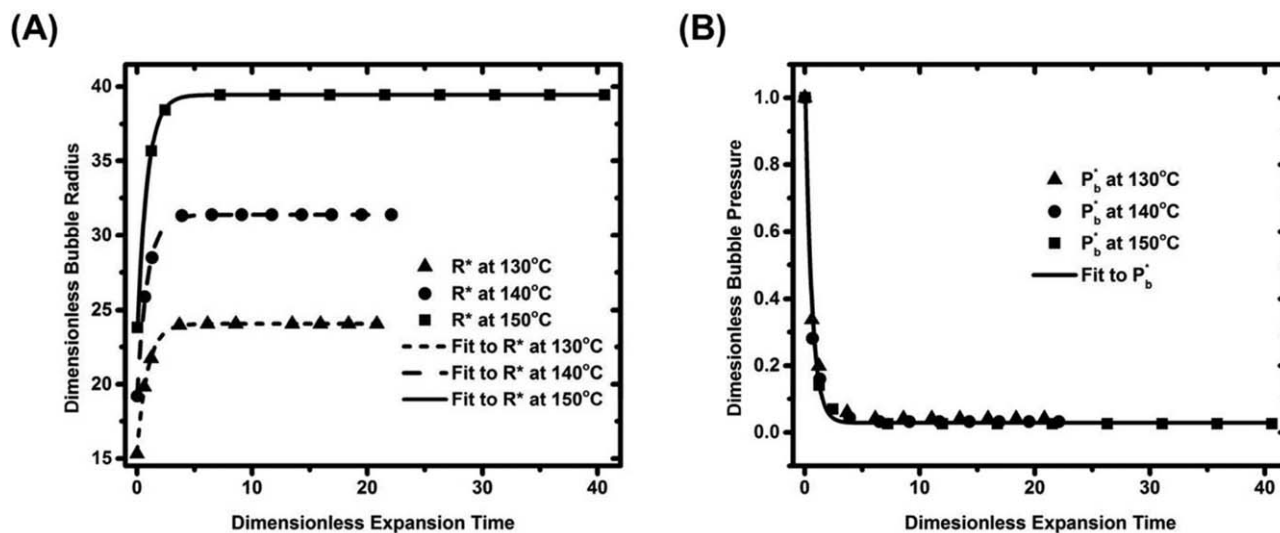 (A)
40
35
30
25
20
15
0
10
20
30
40
Dimensionless Bubble Radius
Dimensionless Expansion Time
R* at 130°C
R* at 140°C
R* at 150°C
Fit to R* at 130°C
Fit to R* at 140°C
Fit to R* at 150°C
(B)
1.0
0.8
0.6
0.4
0.2
0.0
0
10
20
30
40
Dimesionless Bubble Pressure
Dimesionless Expansion Time
P*b at 130°C
P*b at 140°C
P*b at 150°C
Fit to P*b